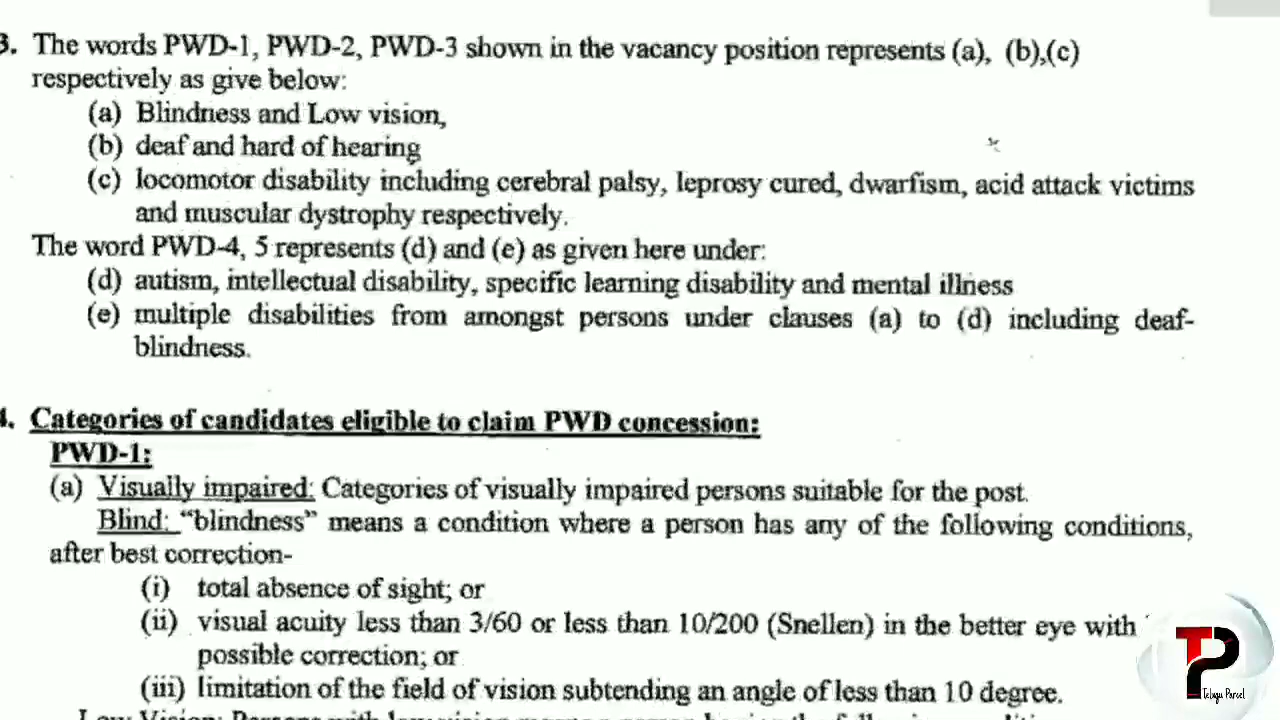 3. The words PWD-1, PWD-2, PWD-3 shown in the vacancy position represents (a), (b),(c)
respectively as give below:
(a) Blindness and Low vision,
(b) deaf and hard of hearing
(c) locomotor disability including cerebral palsy, leprosy cured, dwarfism, acid attack victims
and muscular dystrophy respectively.
The word PWD-4, 5 represents (d) and (e) as given here under:
(d) autism, intellectual disability, specific learning disability and mental illness
(e) multiple disabilities from amongst persons under clauses (a) to (d) including deaf-
blindness.
4. Categories of candidates eligible to claim PWD concession:
PWD-1:
(a) Visually impaired: Categories of visually impaired persons suitable for the post.
Blind: “blindness” means a condition where a person has any of the following conditions,
after best correction-
(i) total absence of sight; or
(ii) visual acuity less than 3/60 or less than 10/200 (Snellen) in the better eye with
possible correction; or
(iii) limitation of the field of vision subtending an angle of less than 10 degree.
Low Vision: Persons with low vision means a person
TP
Telugu Parcel